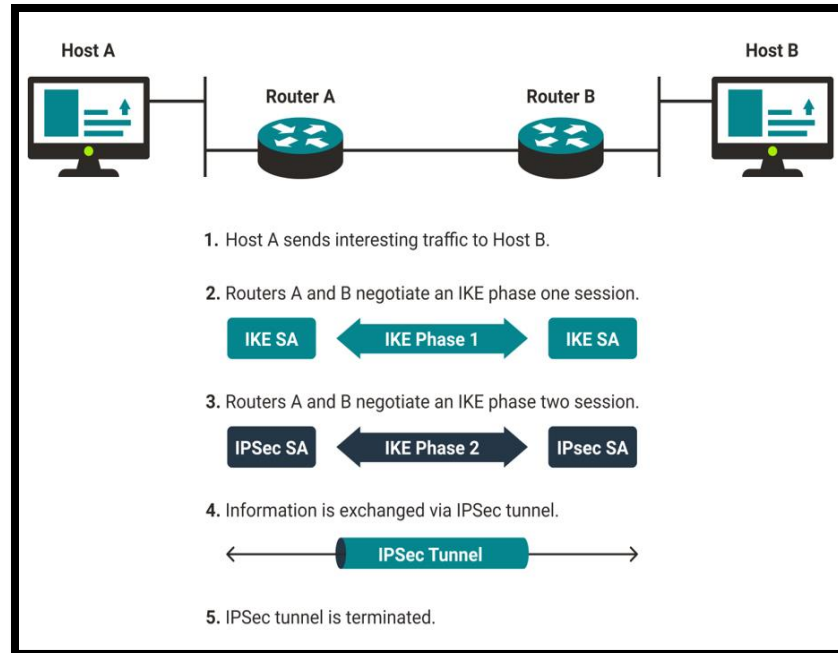 Host A
Host B
Router A
Router B
1. Host A sends interesting traffic to Host B.
2. Routers A and B negotiate an IKE phase one session.
IKE SA
IKE Phase 1
IKE SA
3. Routers A and B negotiate an IKE phase two session.
IPSec SA
IKE Phase 2
IPsec SA
4. Information is exchanged via IPSec tunnel.
IPSec Tunnel
5. IPSec tunnel is terminated.